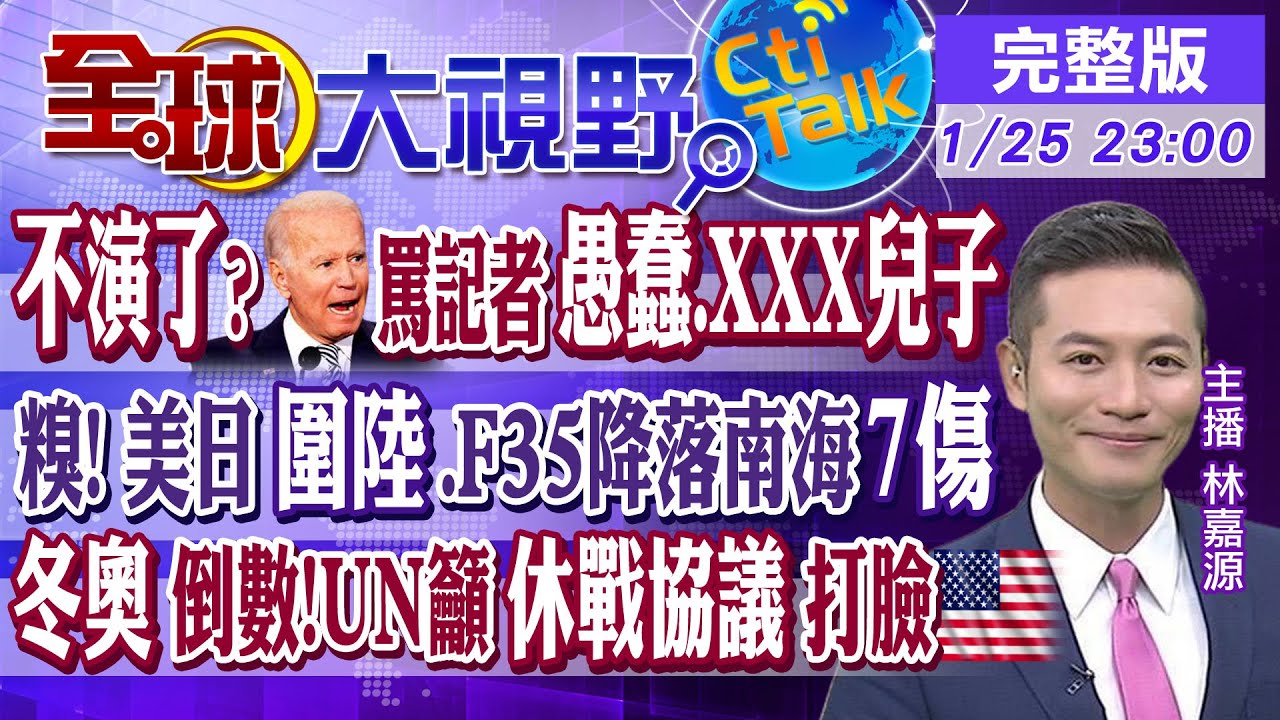 全球大視野
Cti Talk
完整版
1/25 23:00
不演了? 罵記者 愚蠢.XXX兒子
糗! 美日 圍陸 .F35降落南海 7傷
冬奧 倒數!UN籲 休戰協議 打臉
主播 林嘉源